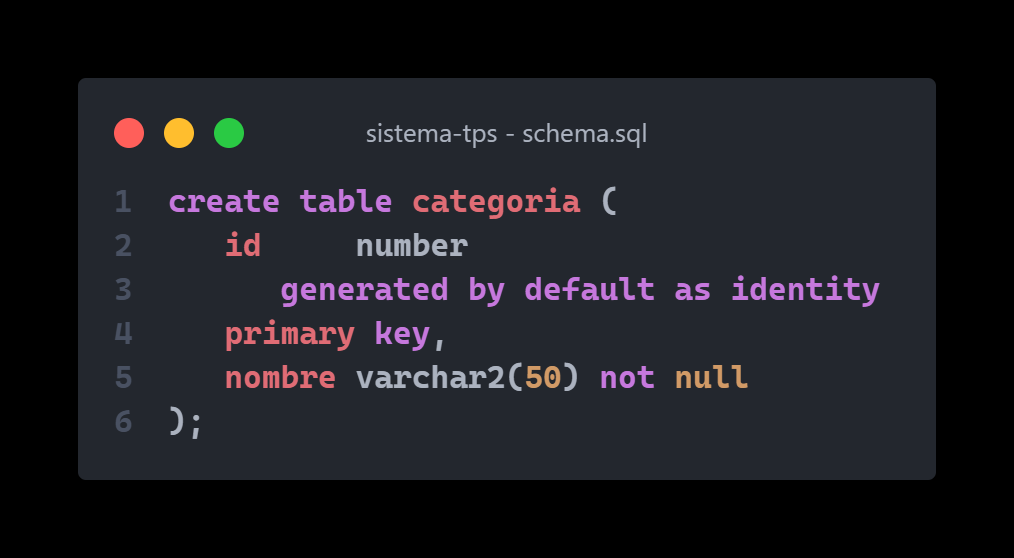 sistema-tps - schema.sql
1 create table categoria (
2    id     number
3       generated by default as identity
4    primary key,
5    nombre varchar2(50) not null
6 );